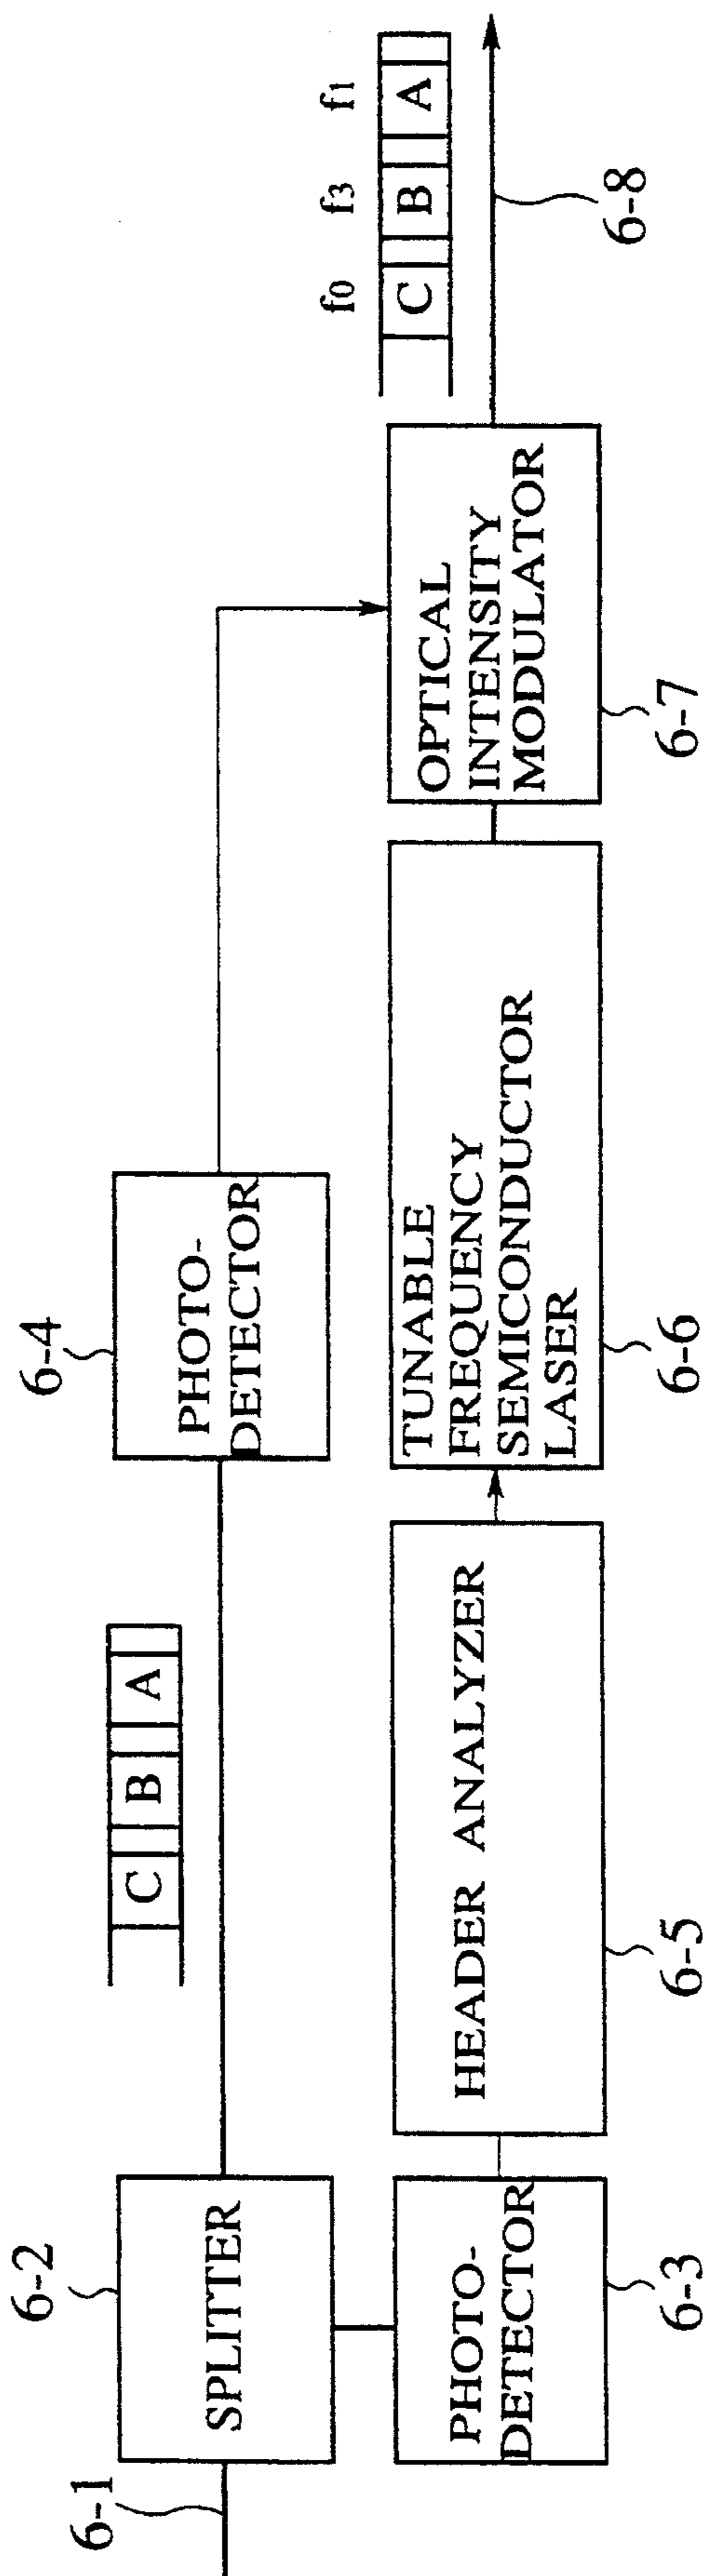 6-1
6-2
SPLITTER
C B A
6-4
PHOTO-
DETECTOR
PHOTO-
DETECTOR
6-3
HEADER ANALYZER
6-5
TUNABLE
FREQUENCY
SEMICONDUCTOR
LASER
6-6
OPTICAL
INTENSITY
MODULATOR
6-7
f0 f3 f1
C B A
6-8